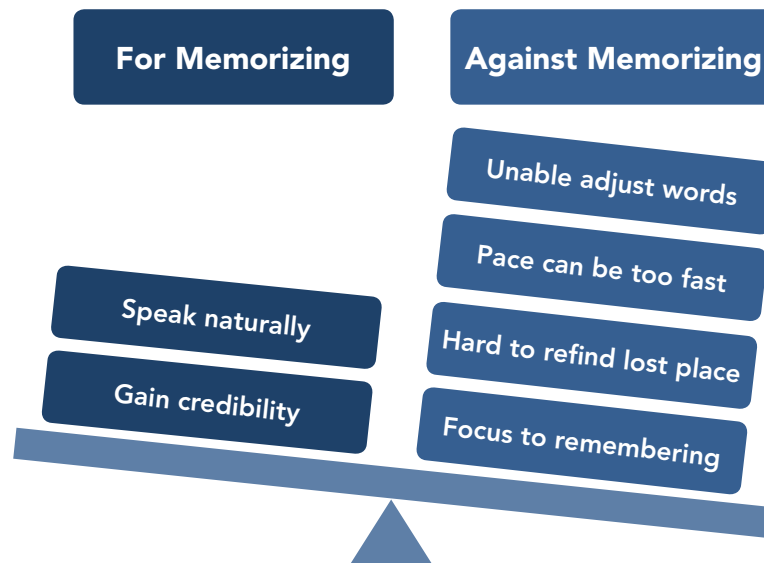 For Memorizing
Against Memorizing
Speak naturally
Gain credibility
Unable adjust words
Pace can be too fast
Hard to refind lost place
Focus to remembering